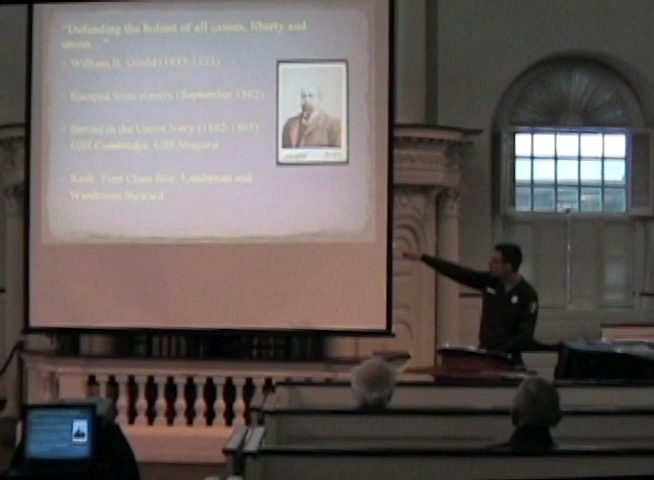 "Defending the holiest of all causes, liberty and
union"
William B. Gould (1837-1923)
Escaped from slavery (September 1862)
Served in the Union Navy (1862-1865)
USS Cambridge, USS Niagara
Rank: First Class Boy, Landsman and
Wardroom Steward